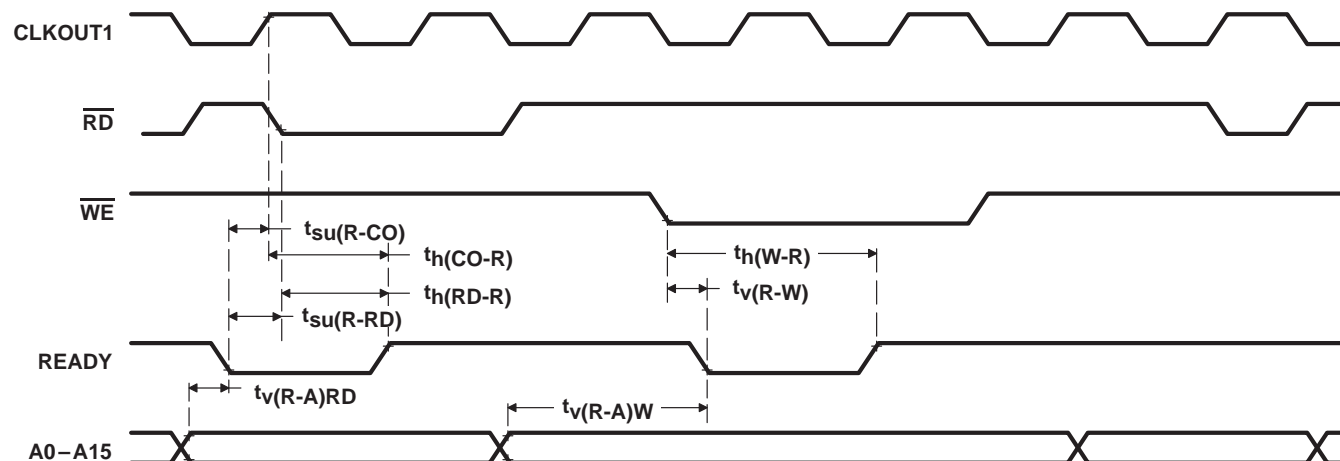 CLKOUT1
RD
WE
tsu(R-CO)
th(CO-R)
th(W-R)
th(RD-R)
tv(R-W)
tsu(R-RD)
READY
tv(R-A)RD
tv(R-A)W
A0–A15